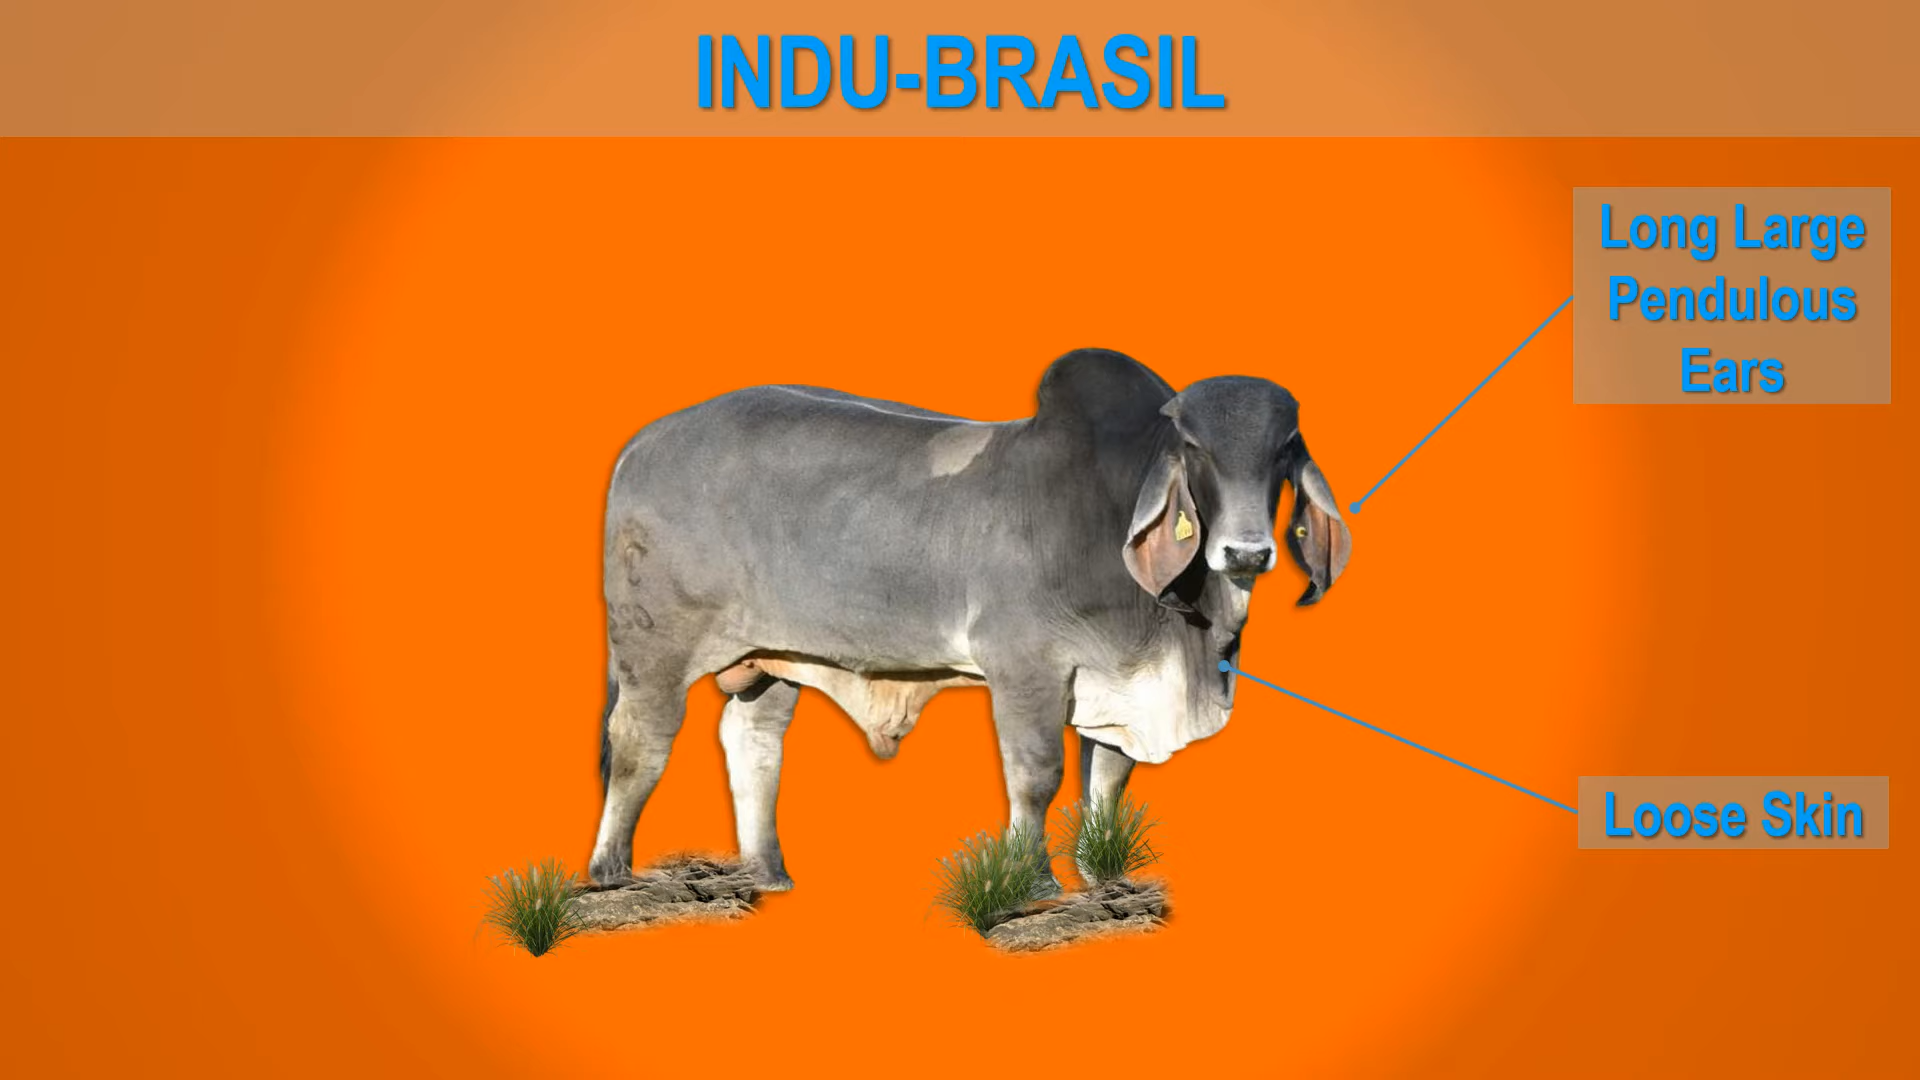 INDU-BRASIL
Long Large
Pendulous
Ears
Loose Skin